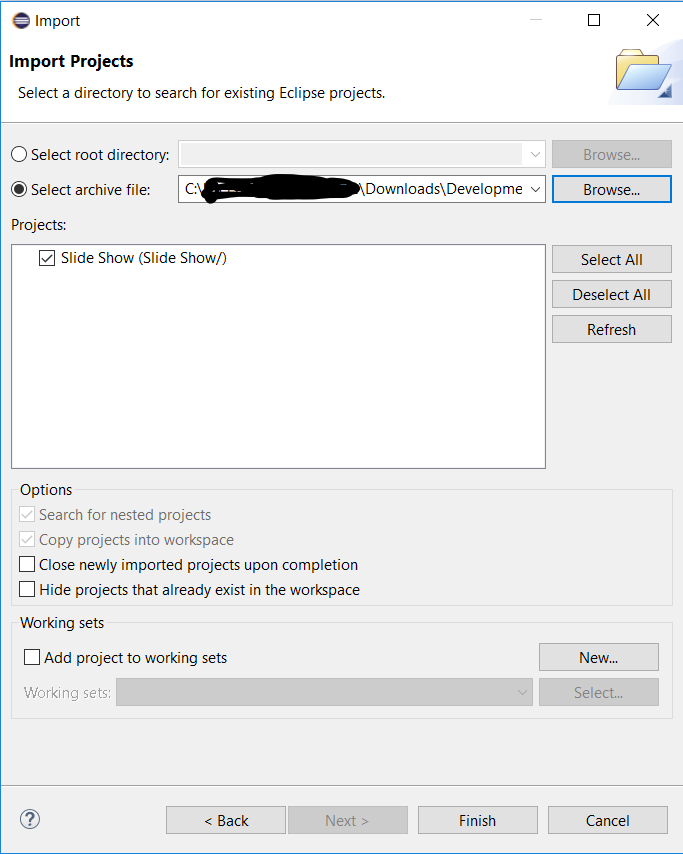 Import
Import Projects
Select a directory to search for existing Eclipse projects.
Select root directory: Browse...
Select archive file: C:\ \Downloads\Developme Browse...
Projects:
Slide Show (Slide Show/)
Select All
Deselect All
Refresh
Options
Search for nested projects
Copy projects into workspace
Close newly imported projects upon completion
Hide projects that already exist in the workspace
Working sets
Add project to working sets New...
Working sets: Select...
? < Back Next > Finish Cancel